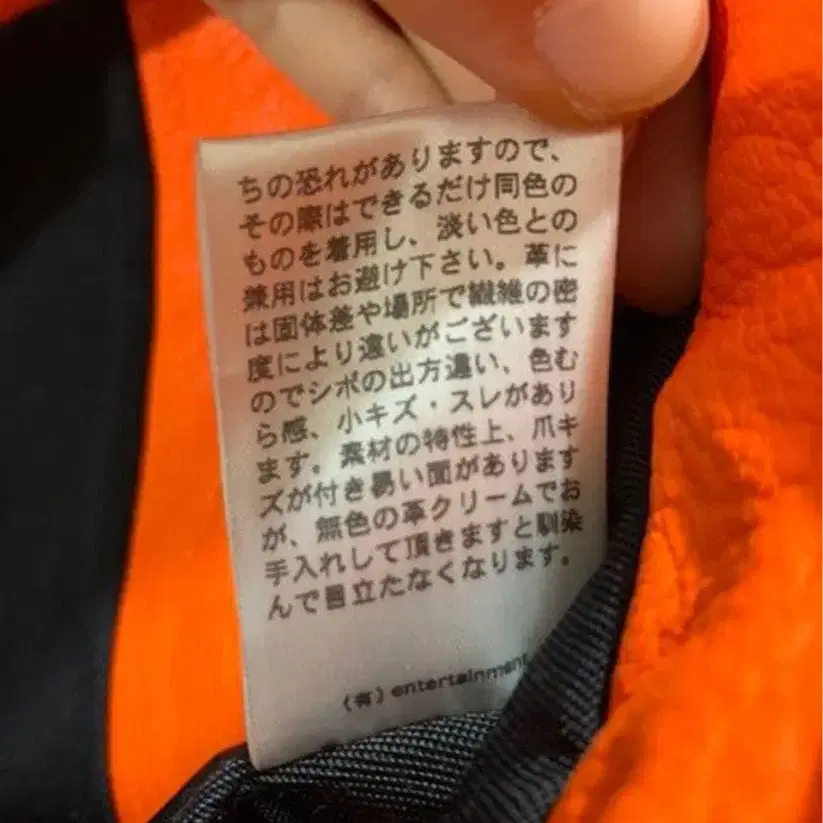 ちの恐れがありますので、
その際はできるだけ同色の
ものを着用し、淡い色との
兼用はお避け下さい。革に
は固体差や場所で繊維の密
度により違いがございます
のでシボの出方違い、色む
ら感、小キズ・スレがあり
ます。素材の特性上、爪キ
ズが付き易い面があります
が、無色の革クリームでお
手入れして頂きますと馴染
んで目立たなくなります。
(有) entertainment